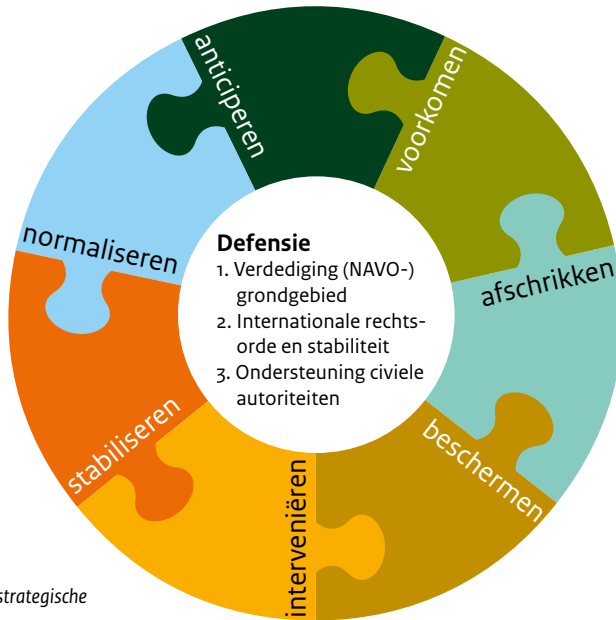 anticiperen
voorkomen
afschrikken
beschermen
interveniëren
stabiliseren
normaliseren
Defensie
1. Verdediging (NAVO-)
grondgebied
2. Internationale rechts-
orde en stabiliteit
3. Ondersteuning civiele
autoriteiten
strategische